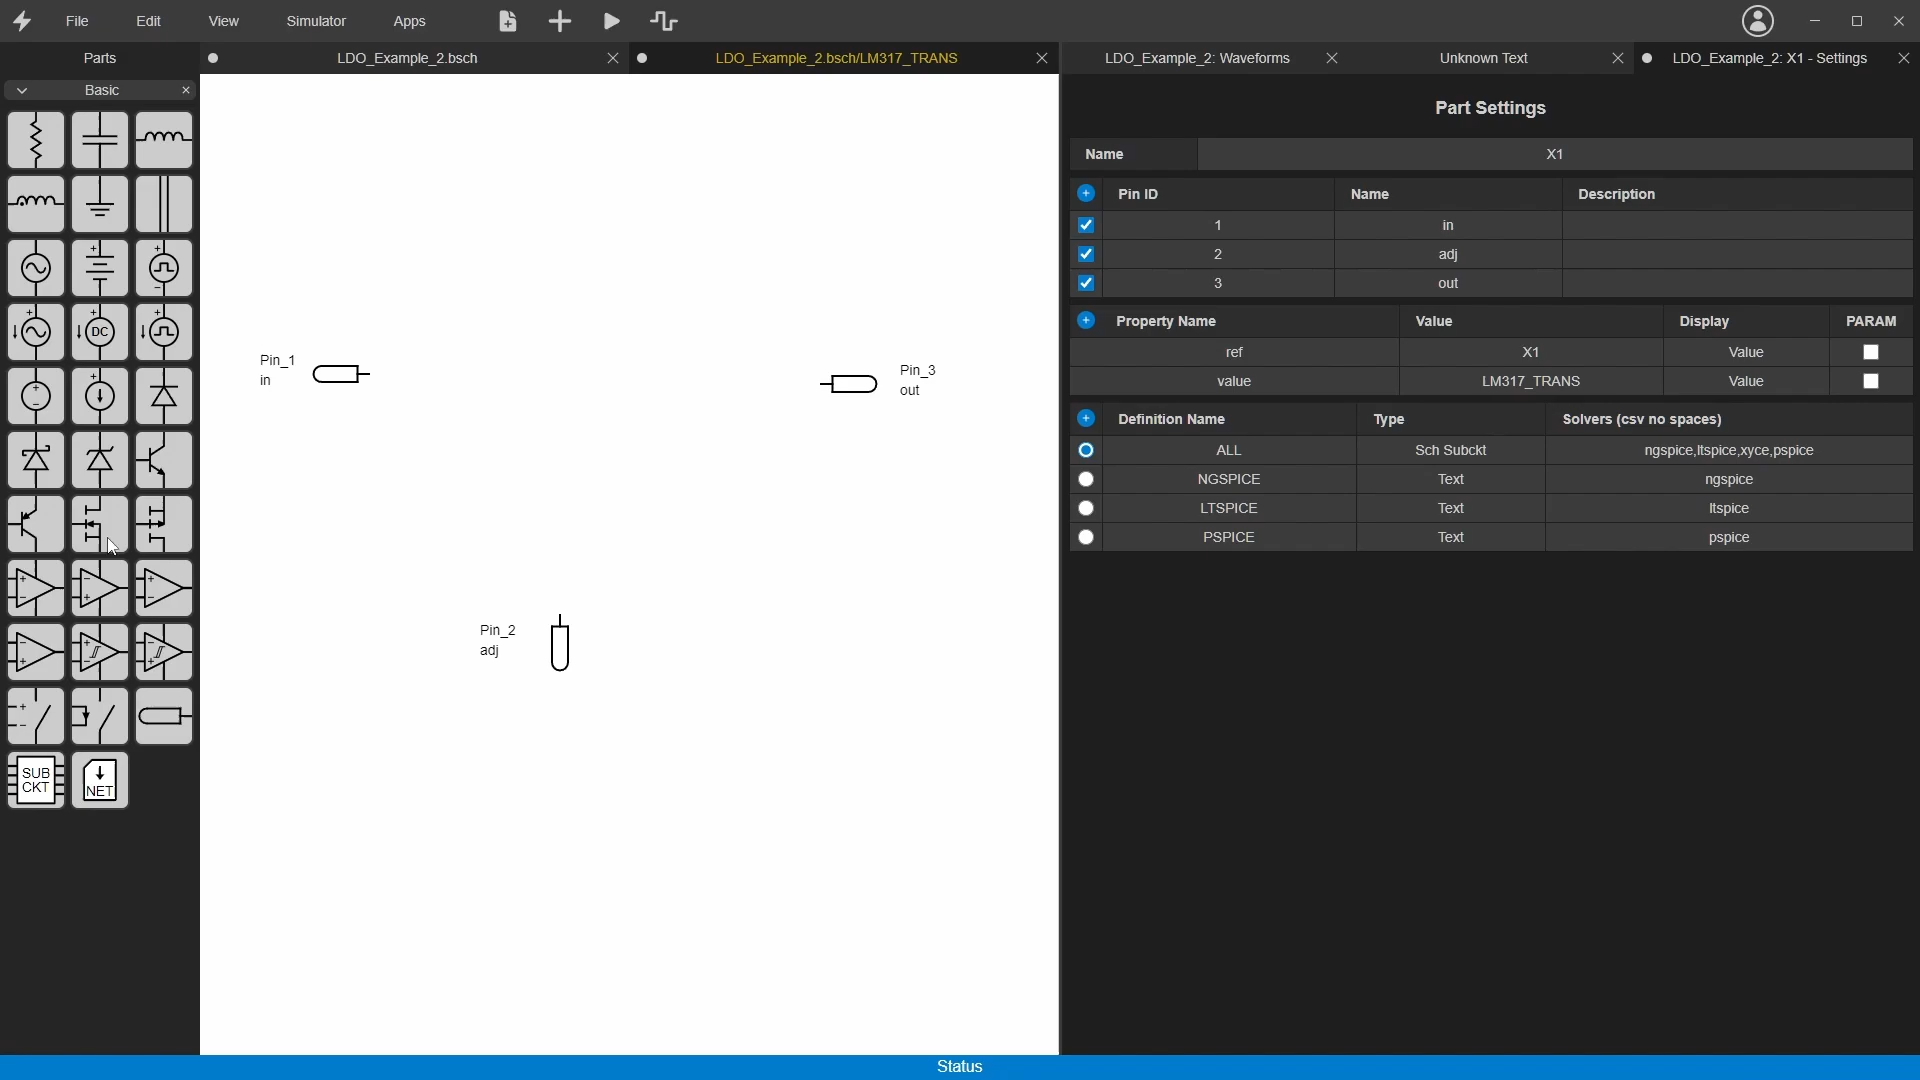 File Edit View Simulator Apps
Parts
LDO_Example_2.bsch
LDO_Example_2.bsch/LM317_TRANS
LDO_Example_2: Waveforms
Unknown Text
LDO_Example_2: X1 - Settings
Basic
DC
SUB
CKT
NET
Pin_1
in
Pin_3
out
Pin_2
adj
Part Settings
Name X1
Pin ID Name Description
1 in
2 adj
3 out
Property Name Value Display PARAM
ref X1 Value
value LM317_TRANS Value
Definition Name Type Solvers (csv no spaces)
ALL Sch Subckt ngspice,ltspice,xyce,pspice
NGSPICE Text ngspice
LTSPICE Text ltspice
PSPICE Text pspice
Status